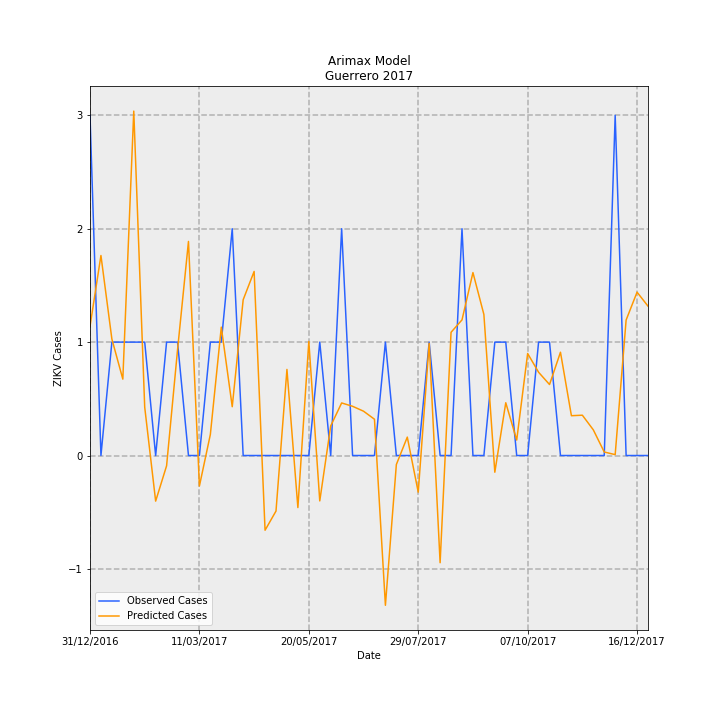 Arimax Model
Guerrero 2017
3
2
1
0
−1
ZIKV Cases
Observed Cases
Predicted Cases
31/12/2016 11/03/2017 20/05/2017 29/07/2017 07/10/2017 16/12/2017
Date